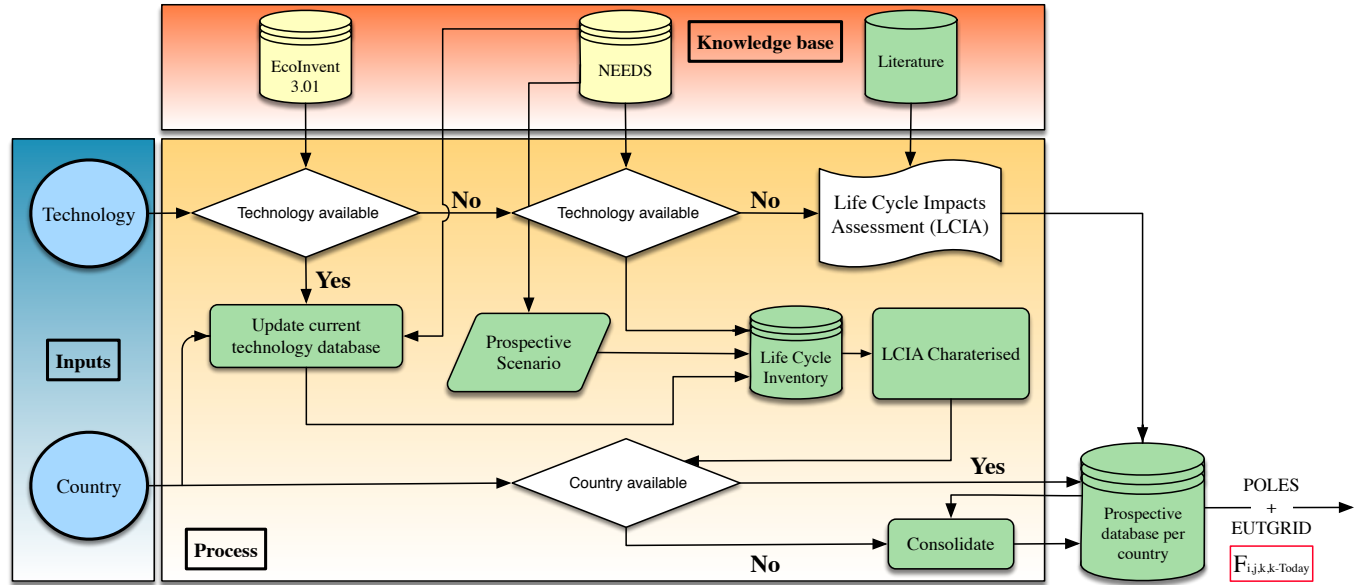 Knowledge base
EcoInvent
3.01
NEEDS
Literature
Technology
Technology available
No
Technology available
No
Life Cycle Impacts
Assessment (LCIA)
Yes
Update current
technology database
Prospective
Scenario
Life Cycle
Inventory
LCIA Charaterised
Inputs
Country
Country available
Yes
No
Consolidate
Process
Prospective
database per
country
POLES
+
EUTGRID
Fi,j,k,k-Today